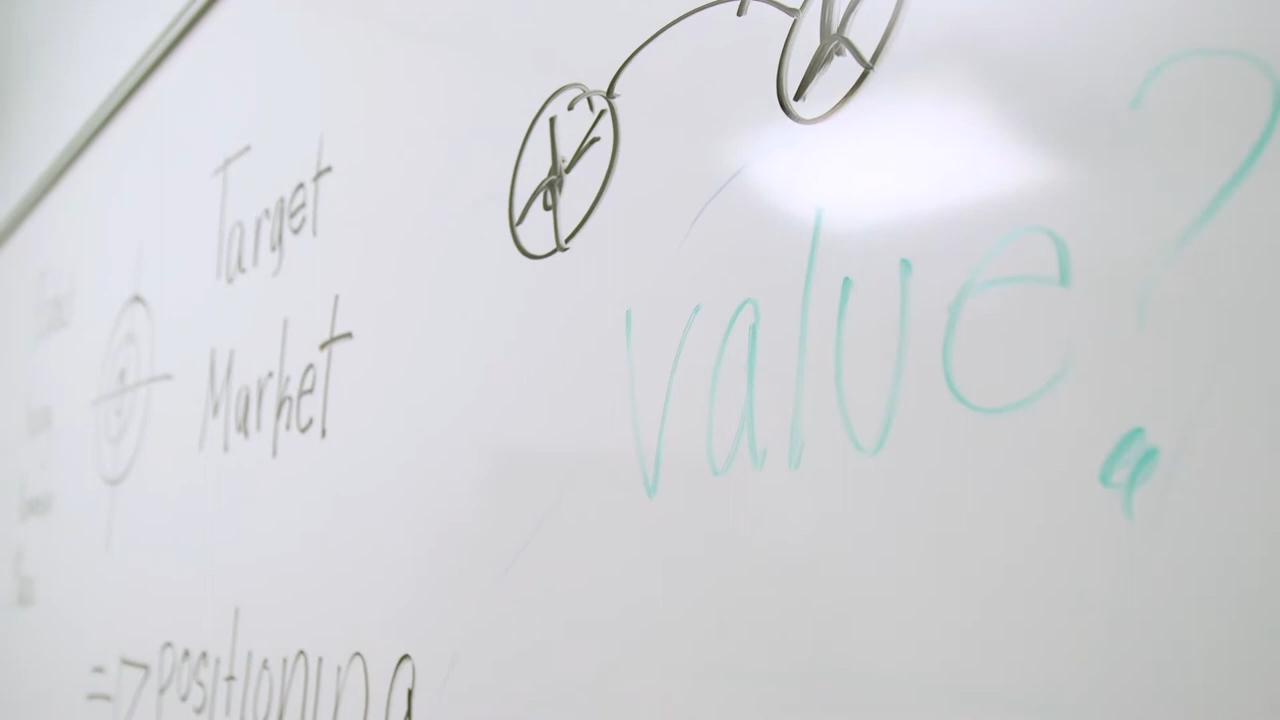 Target
Market
value?
=> positioning